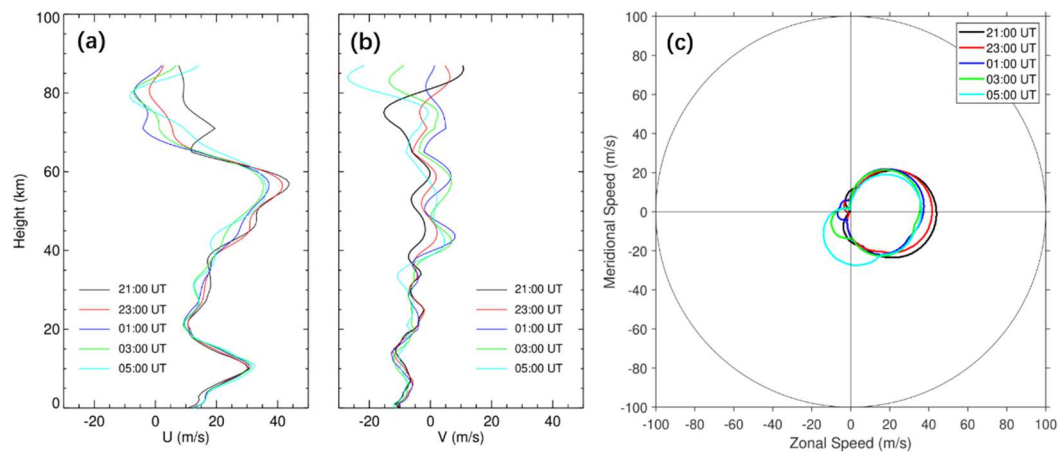 (a)
100
80
60
40
20
0
Height (km)
21:00 UT
23:00 UT
01:00 UT
03:00 UT
05:00 UT
-20 0 20 40
U (m/s)
(b)
21:00 UT
23:00 UT
01:00 UT
03:00 UT
05:00 UT
-20 0 20 40
V (m/s)
(c)
21:00 UT
23:00 UT
01:00 UT
03:00 UT
05:00 UT
100
80
60
40
20
0
-20
-40
-60
-80
-100
Meridional Speed (m/s)
-100 -80 -60 -40 -20 0 20 40 60 80 100
Zonal Speed (m/s)